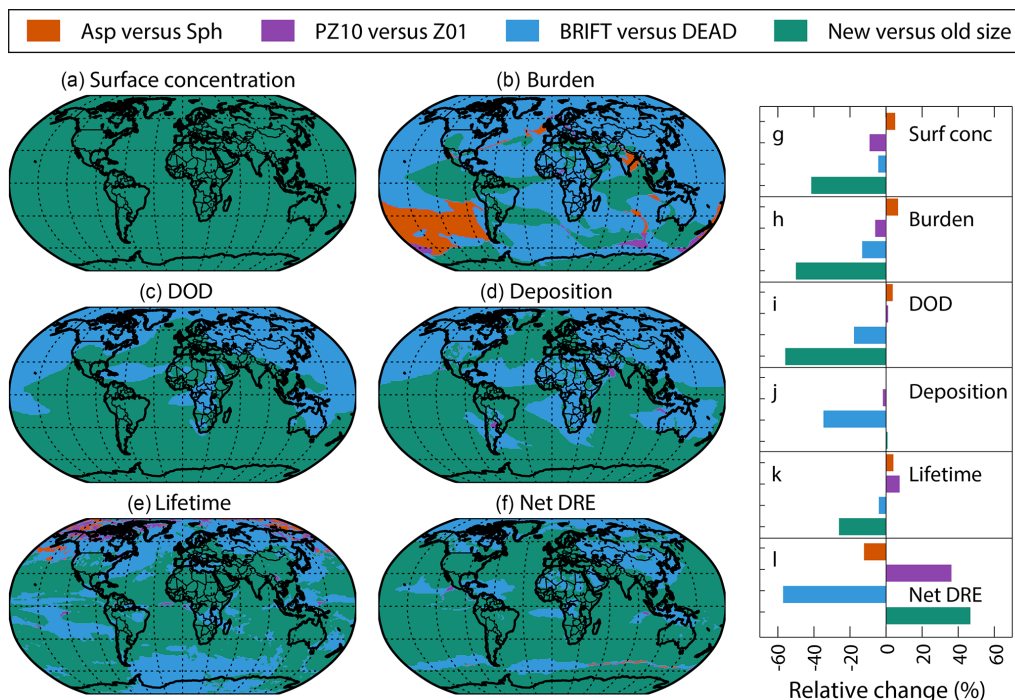 Asp versus Sph PZ10 versus Z01 BRIFT versus DEAD New versus old size
(a) Surface concentration
(b) Burden
(c) DOD
(d) Deposition
(e) Lifetime
(f) Net DRE
g Surf conc
h Burden
i DOD
j Deposition
k Lifetime
l Net DRE
-60 -40 -20 0 20 40 60
Relative change (%)